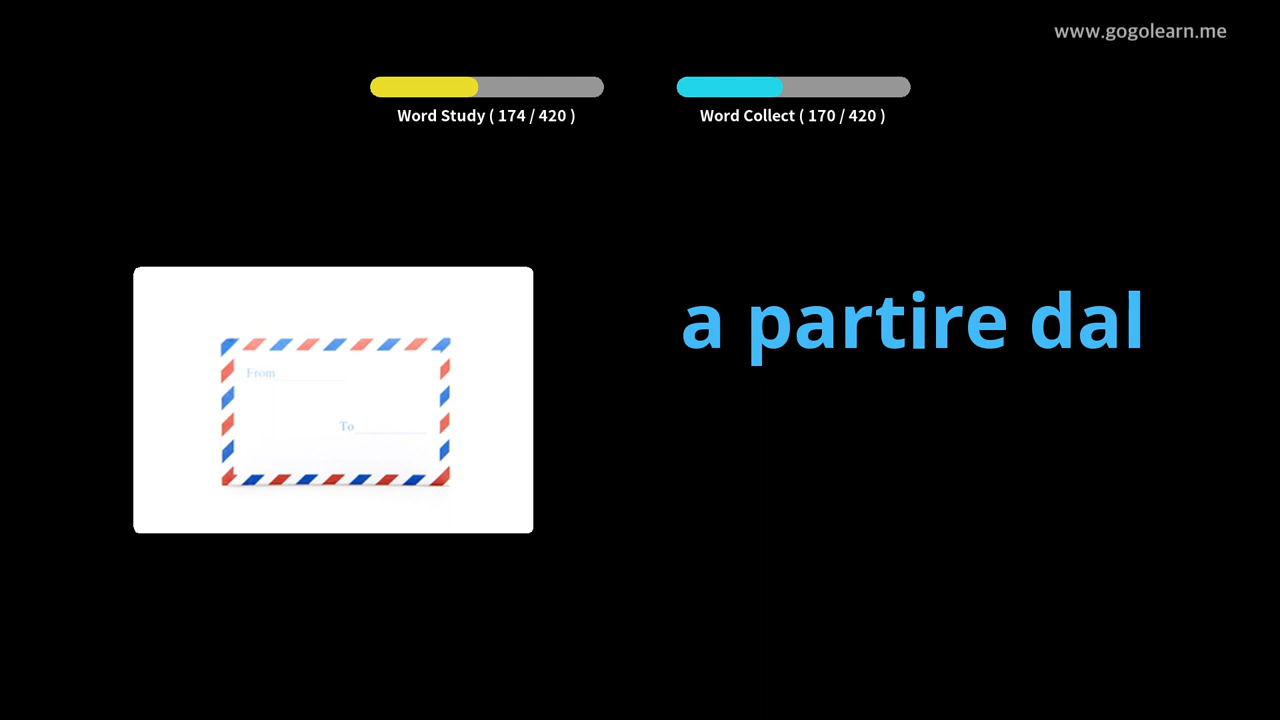 www.gogolearn.me
Word Study ( 174 / 420 )
Word Collect ( 170 / 420 )
a partire dal
From
To